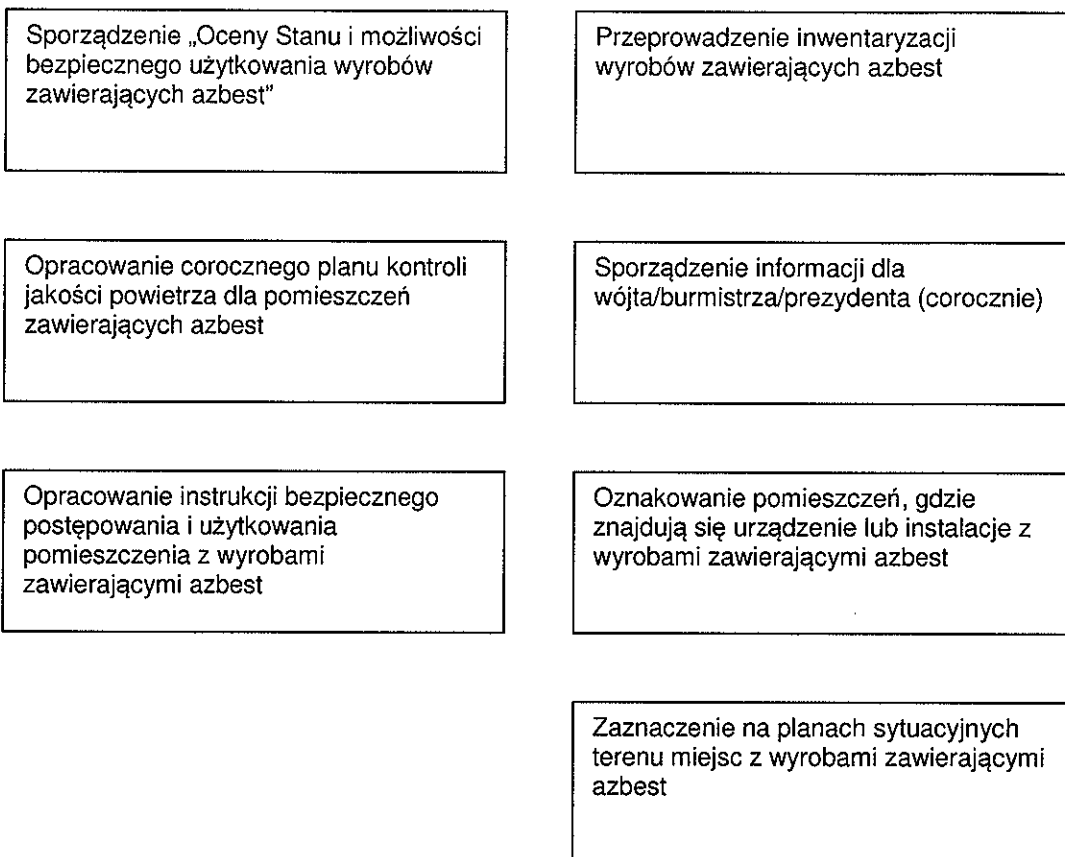 Sporządzenie „Oceny Stanu i możliwości
bezpiecznego użytkowania wyrobów
zawierających azbest”
Przeprowadzenie inwentaryzacji
wyrobów zawierających azbest
Opracowanie corocznego planu kontroli
jakości powietrza dla pomieszczeń
zawierających azbest
Sporządzenie informacji dla
wójta/burmistrza/prezydenta (corocznie)
Opracowanie instrukcji bezpiecznego
postępowania i użytkowania
pomieszczenia z wyrobami
zawierającymi azbest
Oznakowanie pomieszczeń, gdzie
znajdują się urządzenie lub instalacje z
wyrobami zawierającymi azbest
Zaznaczenie na planach sytuacyjnych
terenu miejsc z wyrobami zawierającymi
azbest